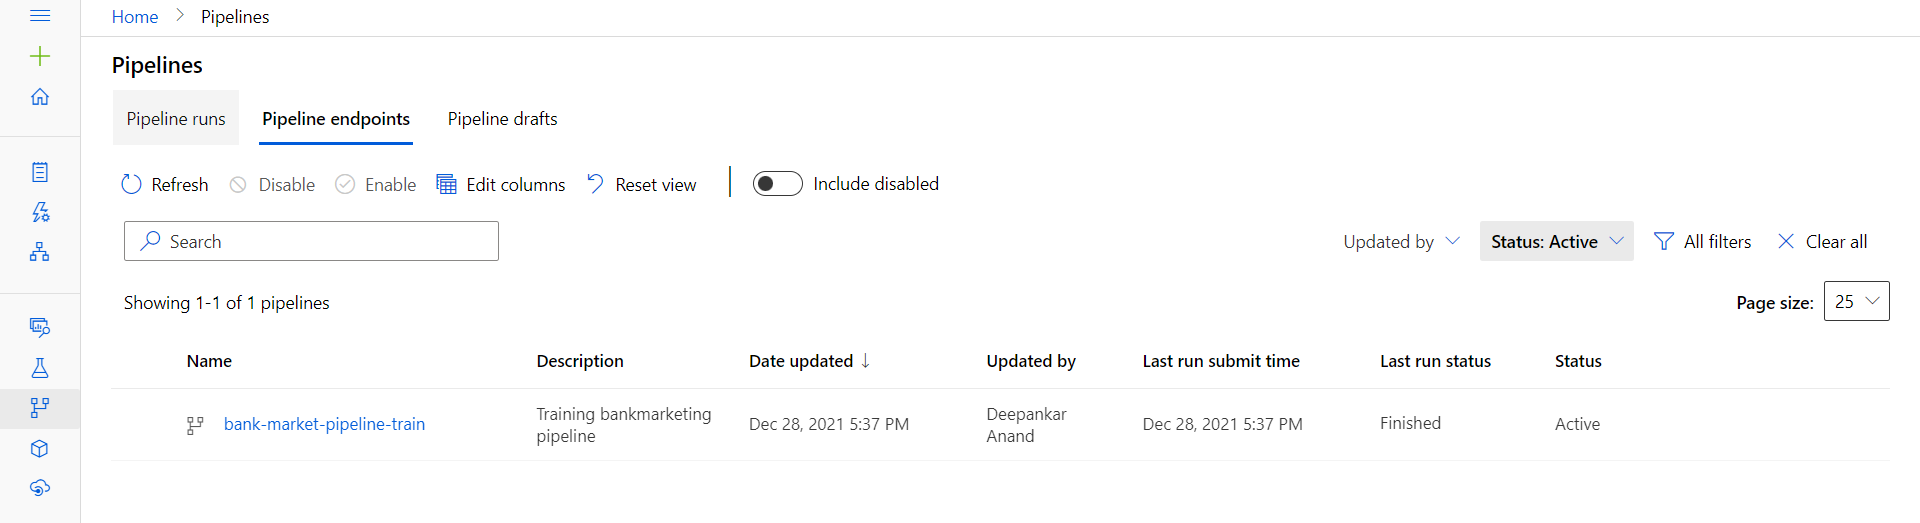 Home > Pipelines
Pipelines
Pipeline runs Pipeline endpoints Pipeline drafts
Refresh Disable Enable Edit columns Reset view Include disabled
Search Updated by Status: Active All filters Clear all
Showing 1-1 of 1 pipelines Page size: 25
Name Description Date updated ↓ Updated by Last run submit time Last run status Status
bank-market-pipeline-train Training bankmarketing pipeline Dec 28, 2021 5:37 PM Deepankar Anand Dec 28, 2021 5:37 PM Finished Active